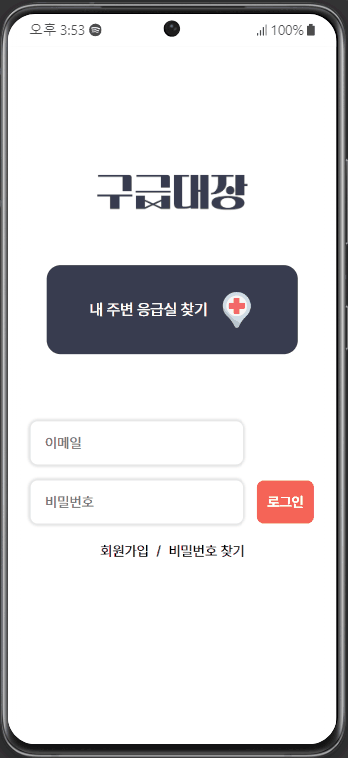 오후 3:53 100%
구급대장
내 주변 응급실 찾기
이메일
비밀번호 로그인
회원가입 / 비밀번호 찾기